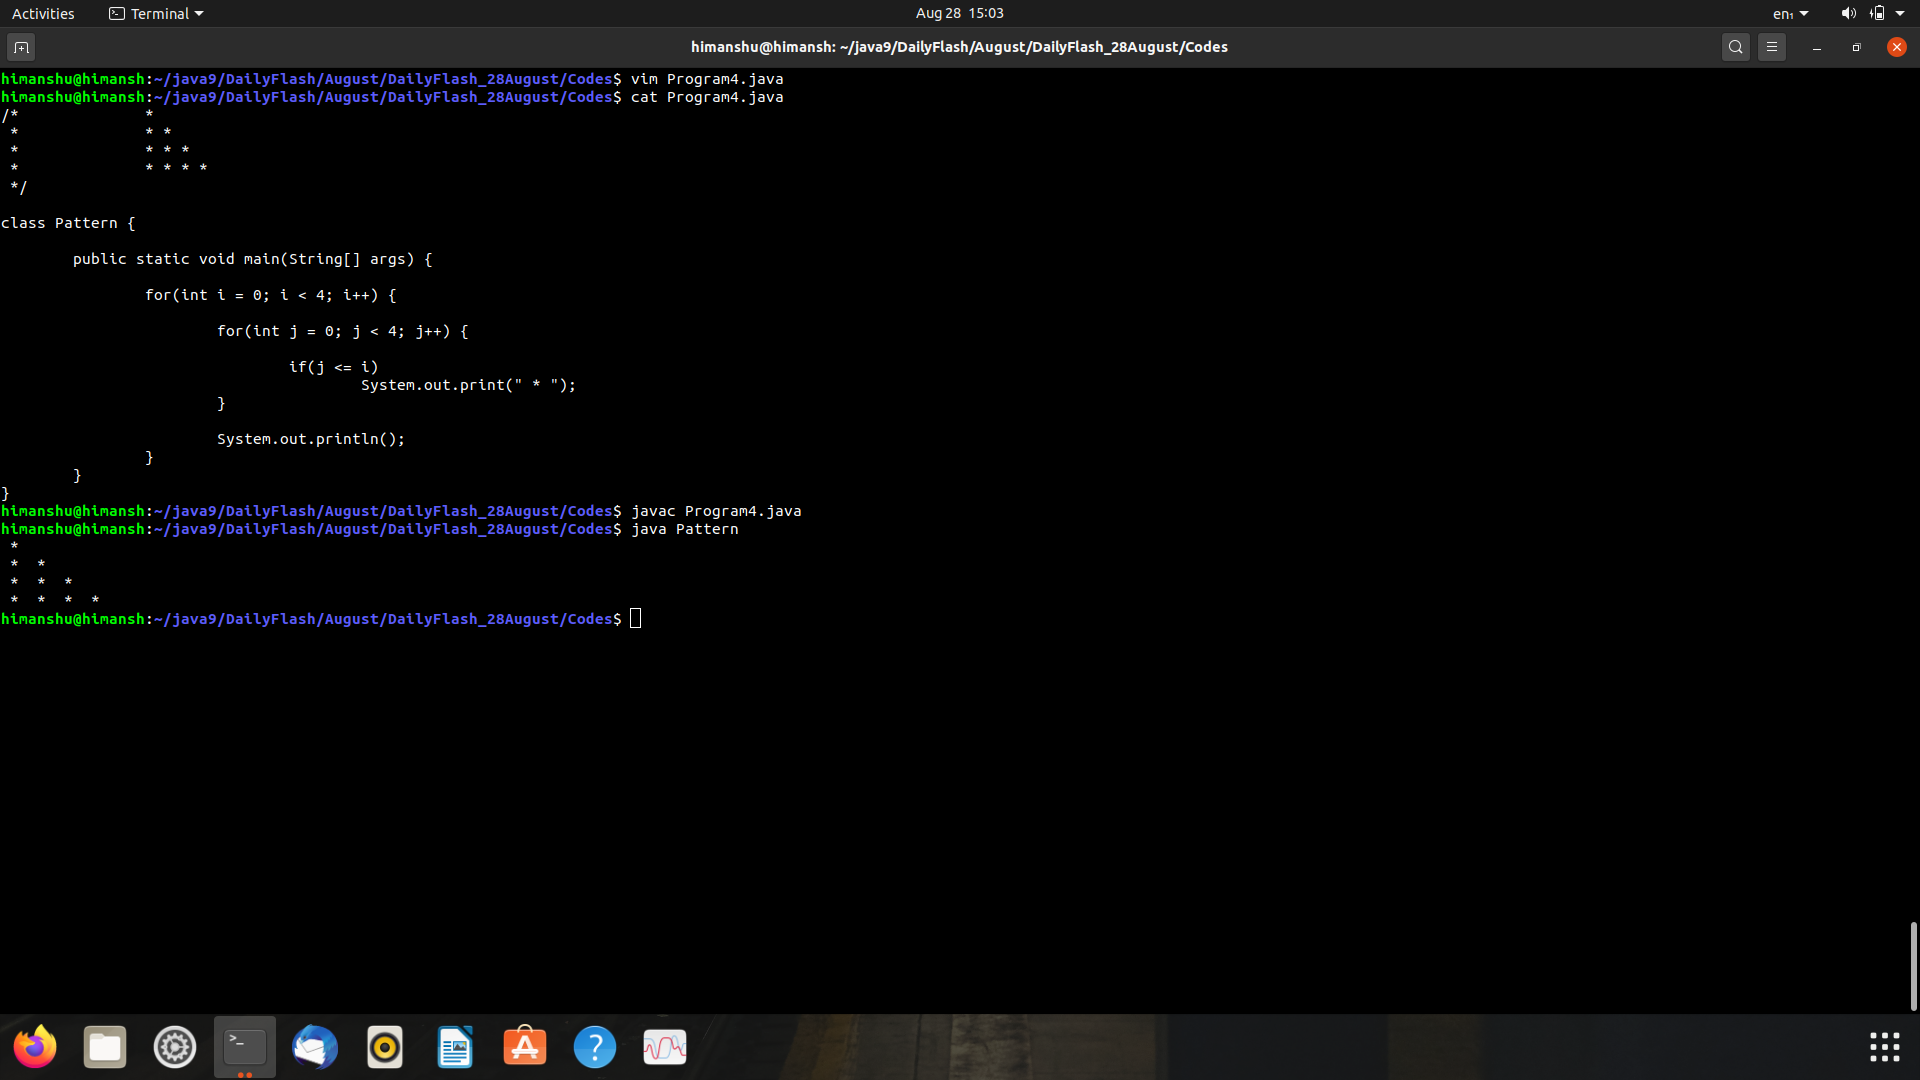 Activities Terminal Aug 28 15:03 en₁
himanshu@himansh: ~/java9/DailyFlash/August/DailyFlash_28August/Codes
himanshu@himansh:~/java9/DailyFlash/August/DailyFlash_28August/Codes$ vim Program4.java
himanshu@himansh:~/java9/DailyFlash/August/DailyFlash_28August/Codes$ cat Program4.java
/*              *
 *              * *
 *              * * *
 *              * * * *
 */
class Pattern {
        public static void main(String[] args) {
                for(int i = 0; i < 4; i++) {
                        for(int j = 0; j < 4; j++) {
                                if(j <= i)
                                        System.out.print(" * ");
                        }
                        System.out.println();
                }
        }
}
himanshu@himansh:~/java9/DailyFlash/August/DailyFlash_28August/Codes$ javac Program4.java
himanshu@himansh:~/java9/DailyFlash/August/DailyFlash_28August/Codes$ java Pattern
 *
 *  *
 *  *  *
 *  *  *  *
himanshu@himansh:~/java9/DailyFlash/August/DailyFlash_28August/Codes$